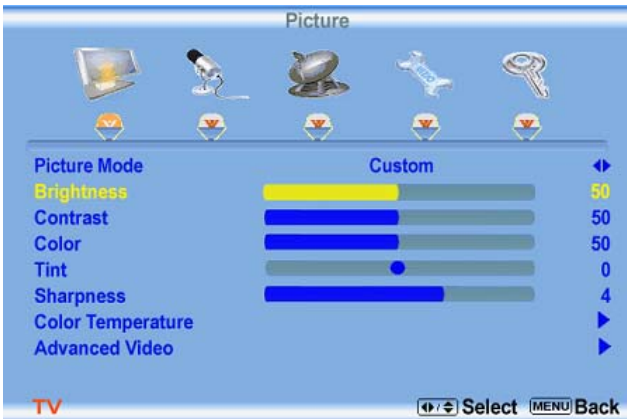 Picture
Picture Mode Custom
Brightness 50
Contrast 50
Color 50
Tint 0
Sharpness 4
Color Temperature
Advanced Video
TV Select MENU Back